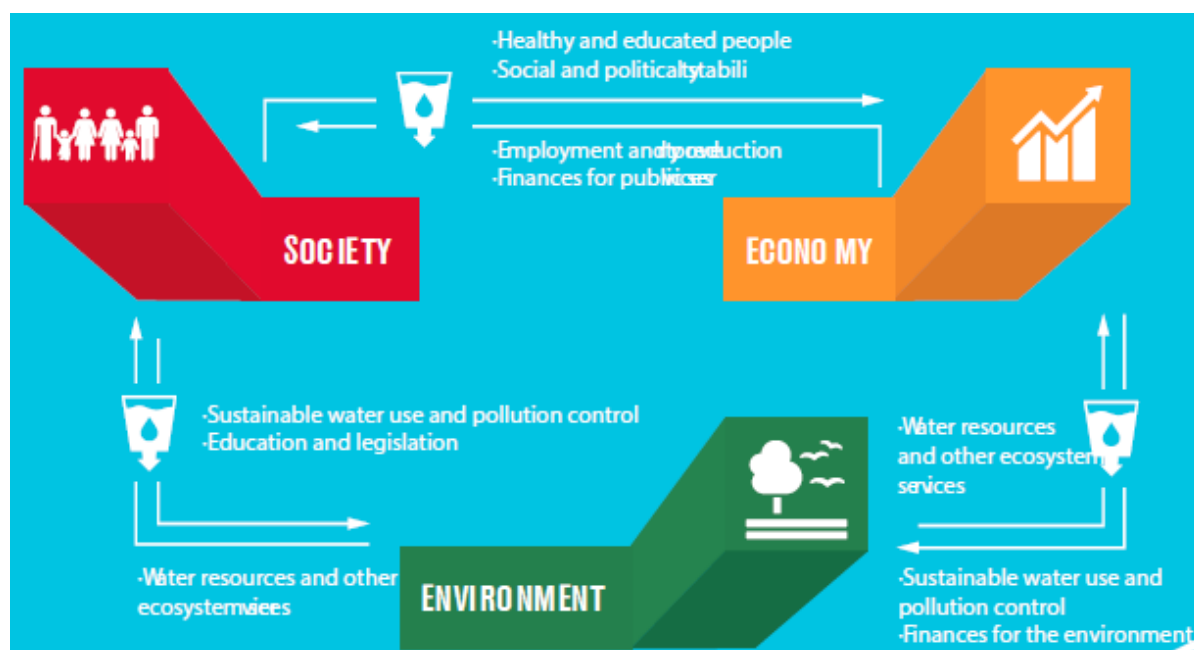 ·Healthy and educated people
·Social and political
·Employment and
·Finances for public
SOCIETY
ECONOMY
·Sustainable water use and pollution control
·Education and legislation
·Water resources
and other ecosystem
services
·Water resources and other
ecosystem
ENVIRONMENT
·Sustainable water use and
pollution control
·Finances for the environment